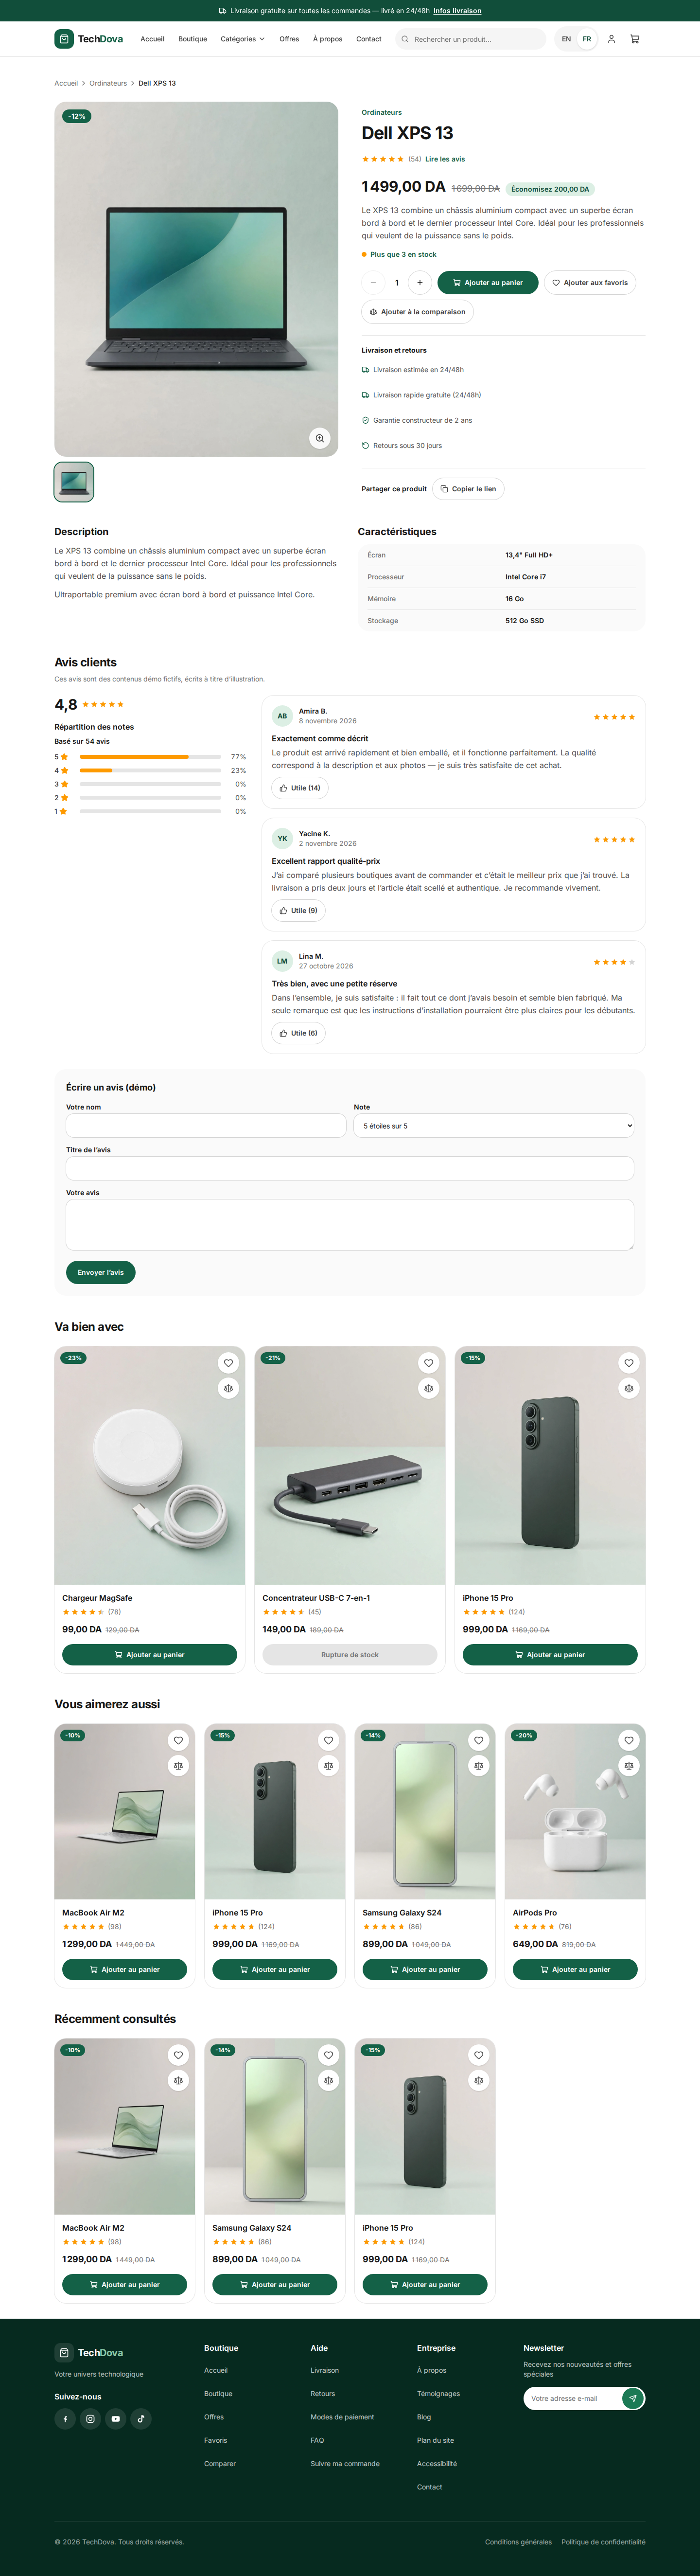 Livraison gratuite sur toutes les commandes — livré en 24/48h Infos livraison
TechDova
Accueil Boutique Catégories Offres À propos Contact Rechercher un produit... EN FR
Accueil > Ordinateurs > Dell XPS 13
-12%
Ordinateurs
Dell XPS 13
(54) Lire les avis
1 499,00 DA 1 699,00 DA Économisez 200,00 DA
Le XPS 13 combine un châssis aluminium compact avec un superbe écran
bord à bord et le dernier processeur Intel Core. Idéal pour les professionnels
qui veulent de la puissance sans le poids.
Plus que 3 en stock
1 Ajouter au panier Ajouter aux favoris
Ajouter à la comparaison
Livraison et retours
Livraison estimée en 24/48h
Livraison rapide gratuite (24/48h)
Garantie constructeur de 2 ans
Retours sous 30 jours
Partager ce produit Copier le lien
Description
Le XPS 13 combine un châssis aluminium compact avec un superbe écran
bord à bord et le dernier processeur Intel Core. Idéal pour les professionnels
qui veulent de la puissance sans le poids.
Ultraportable premium avec écran bord à bord et puissance Intel Core.
Caractéristiques
Écran 13,4" Full HD+
Processeur Intel Core i7
Mémoire 16 Go
Stockage 512 Go SSD
Avis clients
Ces avis sont des contenus démo fictifs, écrits à titre d'illustration.
4,8
Répartition des notes
Basé sur 54 avis
5 77%
4 23%
3 0%
2 0%
1 0%
AB Amira B.
8 novembre 2026
Exactement comme décrit
Le produit est arrivé rapidement et bien emballé, et il fonctionne parfaitement. La qualité
correspond à la description et aux photos — je suis très satisfaite de cet achat.
Utile (14)
YK Yacine K.
2 novembre 2026
Excellent rapport qualité-prix
J'ai comparé plusieurs boutiques avant de commander et c'était le meilleur prix que j'ai trouvé. La
livraison a pris deux jours et l'article était scellé et authentique. Je recommande vivement.
Utile (9)
LM Lina M.
27 octobre 2026
Très bien, avec une petite réserve
Dans l'ensemble, je suis satisfaite : il fait tout ce dont j'avais besoin et semble bien fabriqué. Ma
seule remarque est que les instructions d'installation pourraient être plus claires pour les débutants.
Utile (6)
Écrire un avis (démo)
Votre nom Note
5 étoiles sur 5
Titre de l'avis
Votre avis
Envoyer l'avis
Va bien avec
-23% -21% -15%
Chargeur MagSafe Concentrateur USB-C 7-en-1 iPhone 15 Pro
(78) (45) (124)
99,00 DA 129,00 DA 149,00 DA 189,00 DA 999,00 DA 1 169,00 DA
Ajouter au panier Rupture de stock Ajouter au panier
Vous aimerez aussi
-10% -15% -14% -20%
MacBook Air M2 iPhone 15 Pro Samsung Galaxy S24 AirPods Pro
(98) (124) (86) (76)
1 299,00 DA 1 449,00 DA 999,00 DA 1 169,00 DA 899,00 DA 1 049,00 DA 649,00 DA 819,00 DA
Ajouter au panier Ajouter au panier Ajouter au panier Ajouter au panier
Récemment consultés
-10% -14% -15%
MacBook Air M2 Samsung Galaxy S24 iPhone 15 Pro
(98) (86) (124)
1 299,00 DA 1 449,00 DA 899,00 DA 1 049,00 DA 999,00 DA 1 169,00 DA
Ajouter au panier Ajouter au panier Ajouter au panier
TechDova
Votre univers technologique
Suivez-nous
Boutique
Accueil
Boutique
Offres
Favoris
Comparer
Aide
Livraison
Retours
Modes de paiement
FAQ
Suivre ma commande
Entreprise
À propos
Témoignages
Blog
Plan du site
Accessibilité
Contact
Newsletter
Recevez nos nouveautés et offres
spéciales
Votre adresse e-mail
© 2026 TechDova. Tous droits réservés.
Conditions générales Politique de confidentialité